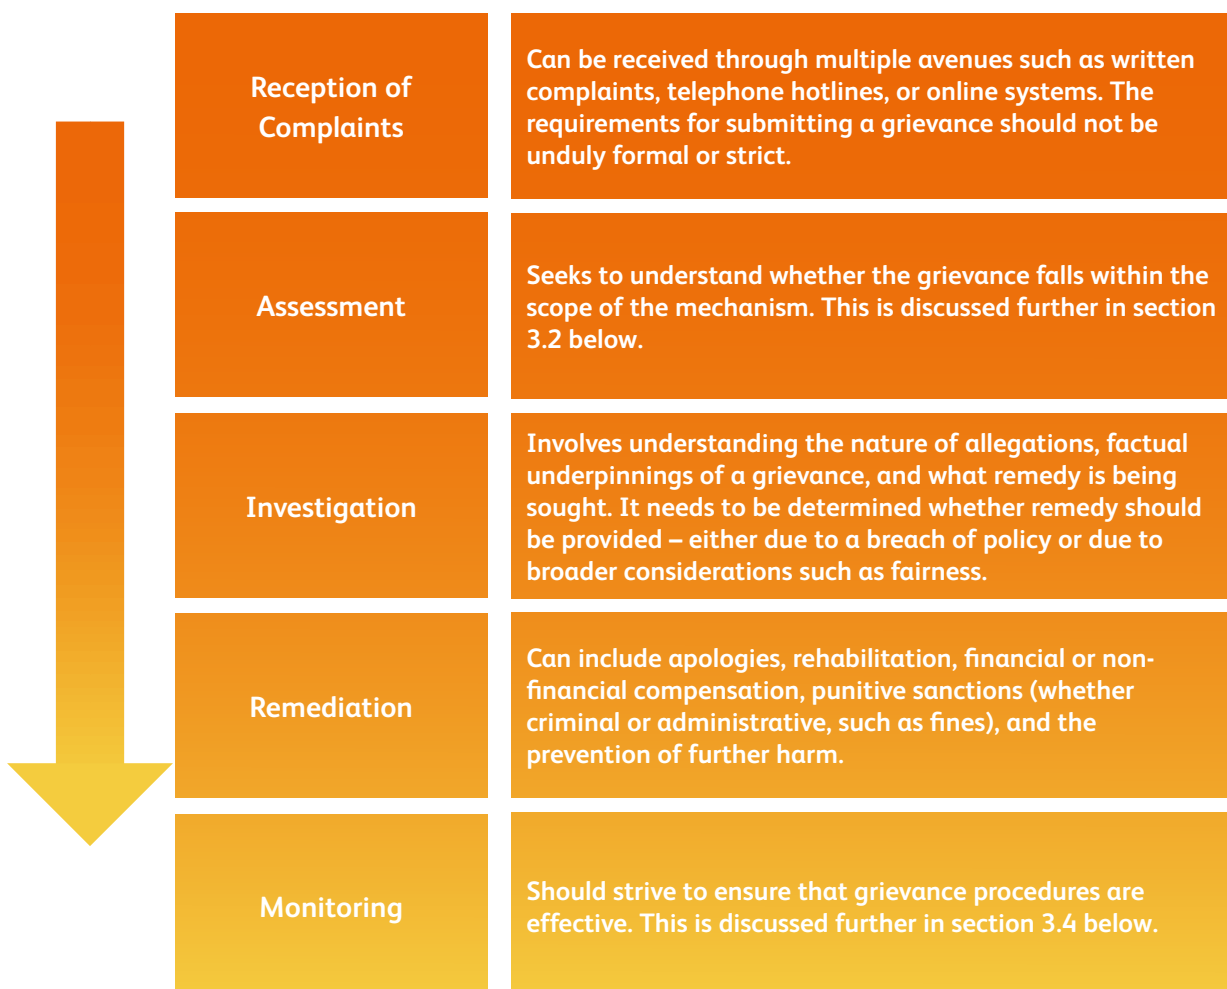 Reception of
Complaints
Can be received through multiple avenues such as written
complaints, telephone hotlines, or online systems. The
requirements for submitting a grievance should not be
unduly formal or strict.
Assessment
Seeks to understand whether the grievance falls within the
scope of the mechanism. This is discussed further in section
3.2 below.
Investigation
Involves understanding the nature of allegations, factual
underpinnings of a grievance, and what remedy is being
sought. It needs to be determined whether remedy should
be provided – either due to a breach of policy or due to
broader considerations such as fairness.
Remediation
Can include apologies, rehabilitation, financial or non-
financial compensation, punitive sanctions (whether
criminal or administrative, such as fines), and the
prevention of further harm.
Monitoring
Should strive to ensure that grievance procedures are
effective. This is discussed further in section 3.4 below.